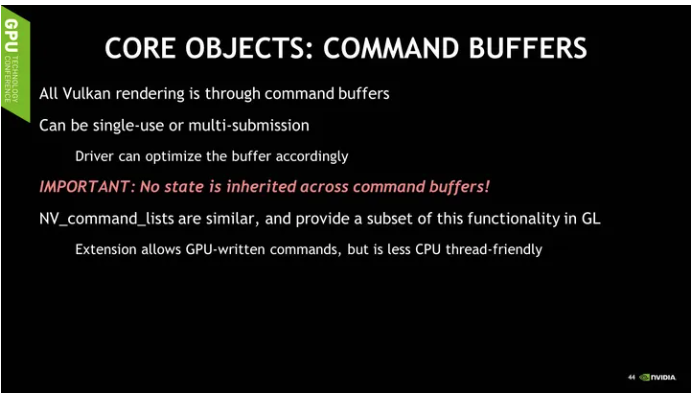 GPU TECHNOLOGY
CONFERENCE
CORE OBJECTS: COMMAND BUFFERS
All Vulkan rendering is through command buffers
Can be single-use or multi-submission
Driver can optimize the buffer accordingly
IMPORTANT: No state is inherited across command buffers!
NV_command_lists are similar, and provide a subset of this functionality in GL
Extension allows GPU-written commands, but is less CPU thread-friendly
44 NVIDIA.